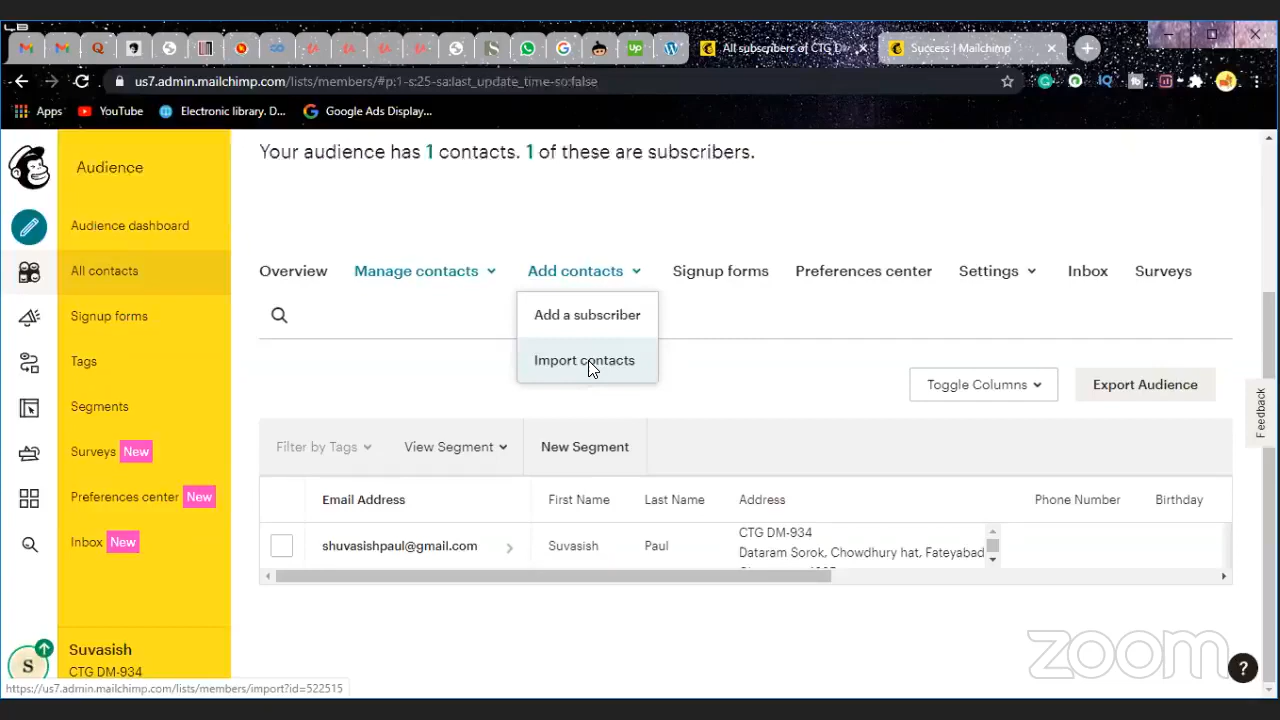 All subscribers of CTG D
Success | Mailchimp
us7.admin.mailchimp.com/lists/members/#p:1-s:25-sa:last_update_time-so:false
Apps
YouTube
Electronic library. D...
Google Ads Display...
Audience
Audience dashboard
All contacts
Signup forms
Tags
Segments
Surveys New
Preferences center New
Inbox New
Suvasish
CTG DM-934
S
Your audience has 1 contacts. 1 of these are subscribers.
Overview
Manage contacts
Add contacts
Signup forms
Preferences center
Settings
Inbox
Surveys
Add a subscriber
Import contacts
Toggle Columns
Export Audience
Feedback
Filter by Tags
View Segment
New Segment
Email Address
First Name
Last Name
Address
Phone Number
Birthday
shuvasishpaul@gmail.com
Suvasish
Paul
CTG DM-934
Dataram Sorok, Chowdhury hat, Fateyabad
zoom
?
https://us7.admin.mailchimp.com/lists/members/import?id=522515